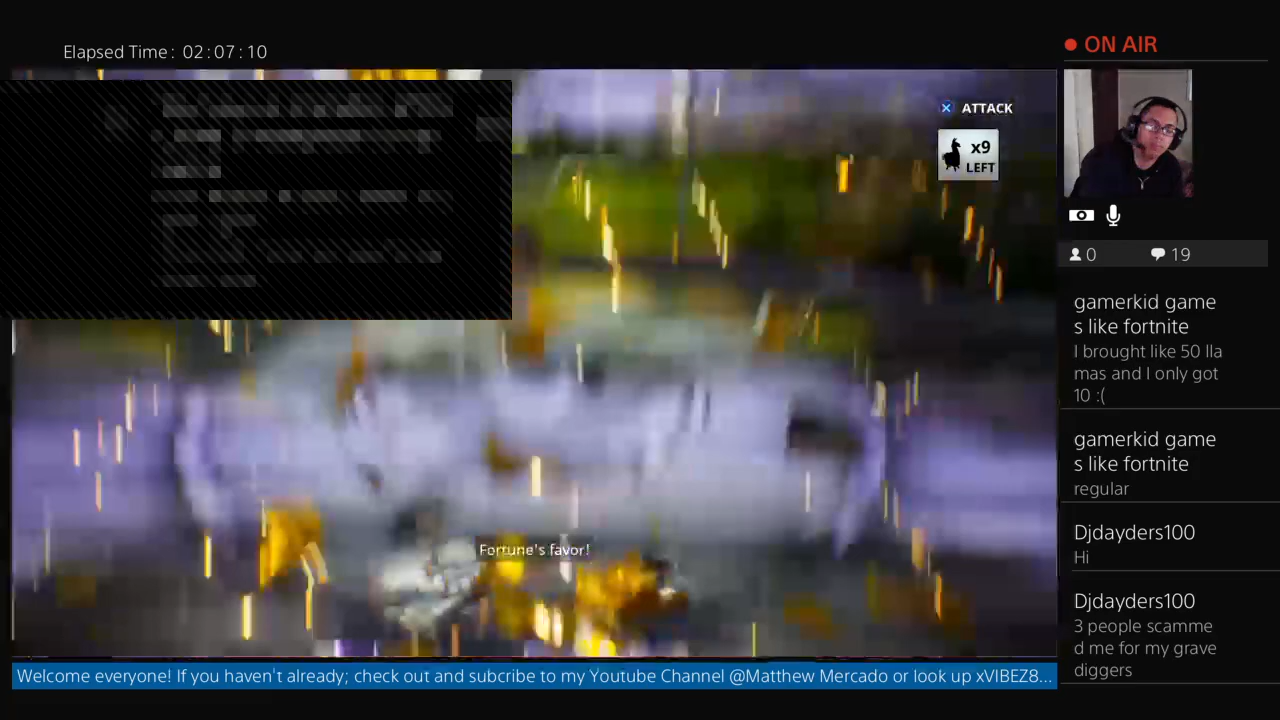 Elapsed Time: 02:07:10
ON AIR
ATTACK
x9
LEFT
0
19
gamerkid game
s like fortnite
I brought like 50 lla
mas and I only got
10 :(
gamerkid game
s like fortnite
regular
Djdayders100
Hi
Djdayders100
3 people scamme
d me for my grave
diggers
Fortune's favor!
Welcome everyone! If you haven't already; check out and subcribe to my Youtube Channel @Matthew Mercado or look up xVIBEZ8...